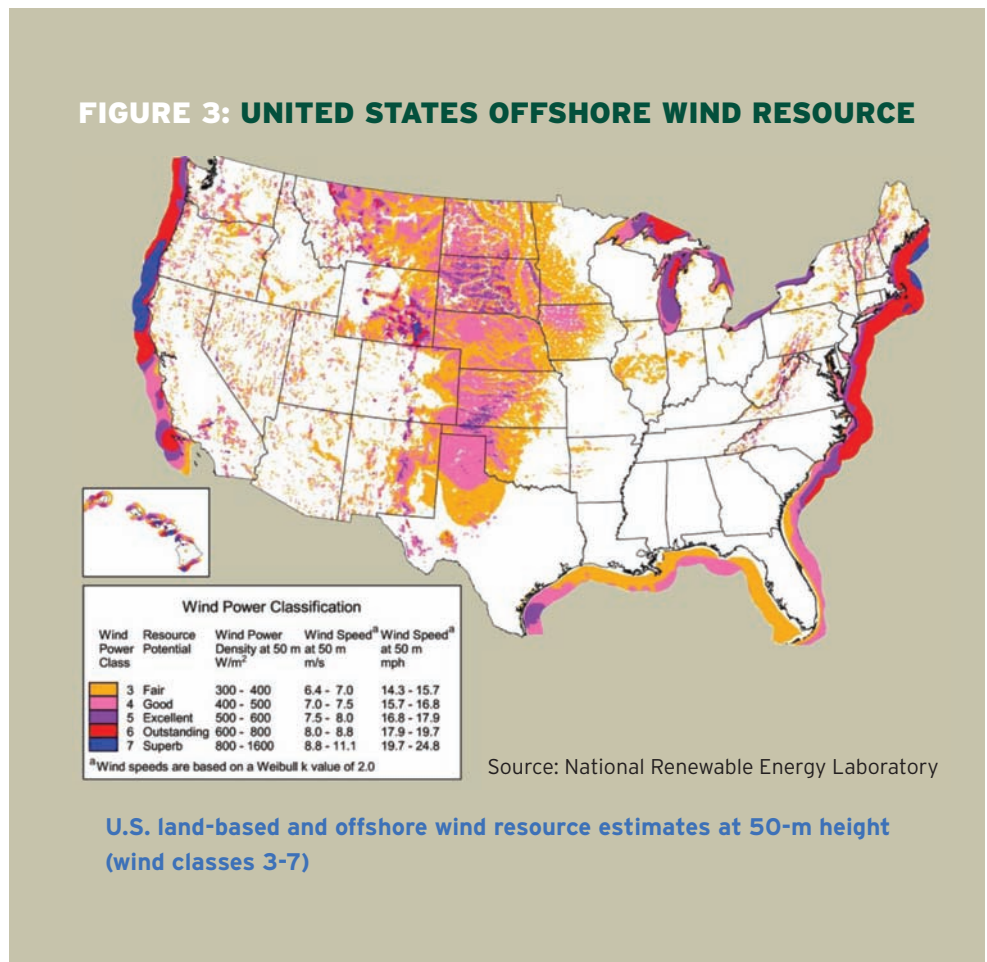 FIGURE 3: UNITED STATES OFFSHORE WIND RESOURCE
Wind Power Classification
Wind Power Class Resource Potential Wind Power Density at 50 m W/m² Wind Speedᵃ at 50 m m/s Wind Speedᵃ at 50 m mph
3 Fair 300 - 400 6.4 - 7.0 14.3 - 15.7
4 Good 400 - 500 7.0 - 7.5 15.7 - 16.8
5 Excellent 500 - 600 7.5 - 8.0 16.8 - 17.9
6 Outstanding 600 - 800 8.0 - 8.8 17.9 - 19.7
7 Superb 800 - 1600 8.8 - 11.1 19.7 - 24.8
ᵃWind speeds are based on a Weibull k value of 2.0
Source: National Renewable Energy Laboratory
U.S. land-based and offshore wind resource estimates at 50-m height
(wind classes 3-7)